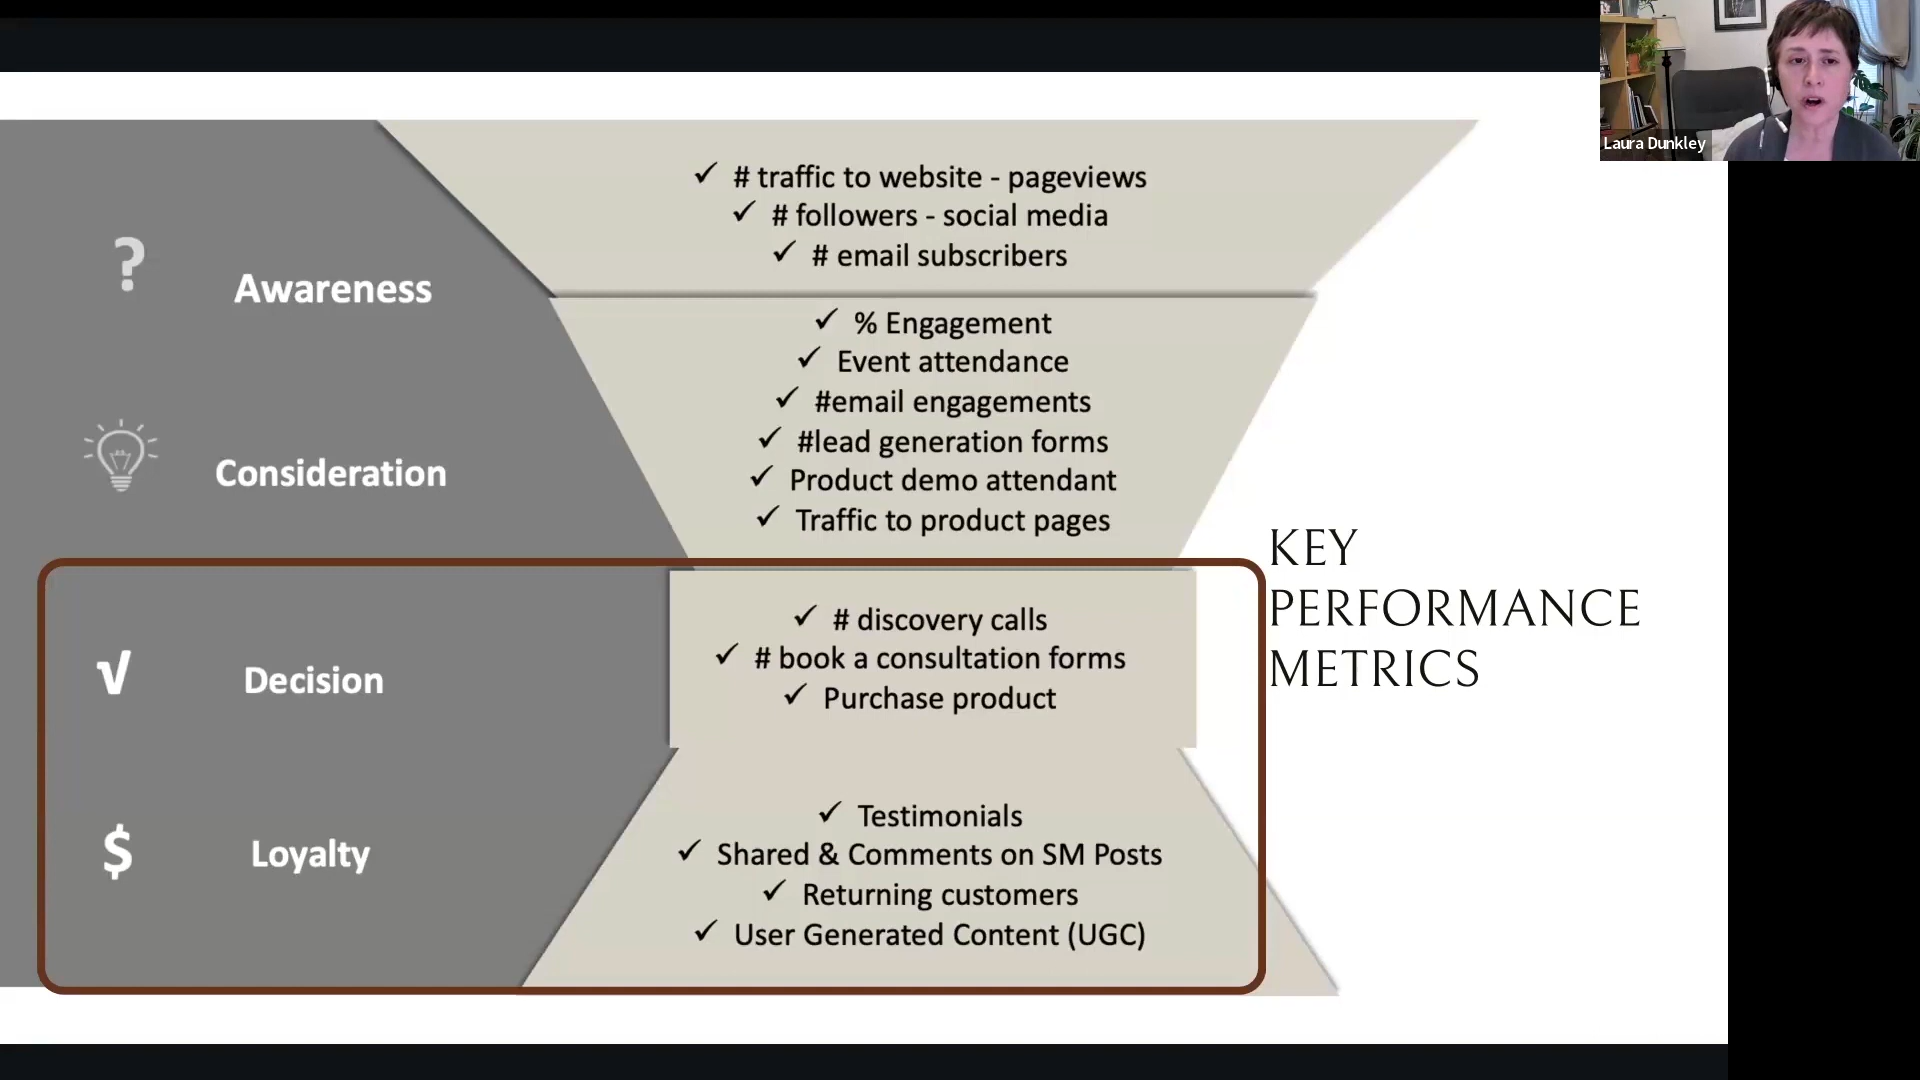 Laura Dunkley
?
Awareness
✓ # traffic to website - pageviews
✓ # followers - social media
✓ # email subscribers
Consideration
✓ % Engagement
✓ Event attendance
✓ #email engagements
✓ #lead generation forms
✓ Product demo attendant
✓ Traffic to product pages
√
Decision
✓ # discovery calls
✓ # book a consultation forms
✓ Purchase product
$
Loyalty
✓ Testimonials
✓ Shared & Comments on SM Posts
✓ Returning customers
✓ User Generated Content (UGC)
KEY
PERFORMANCE
METRICS